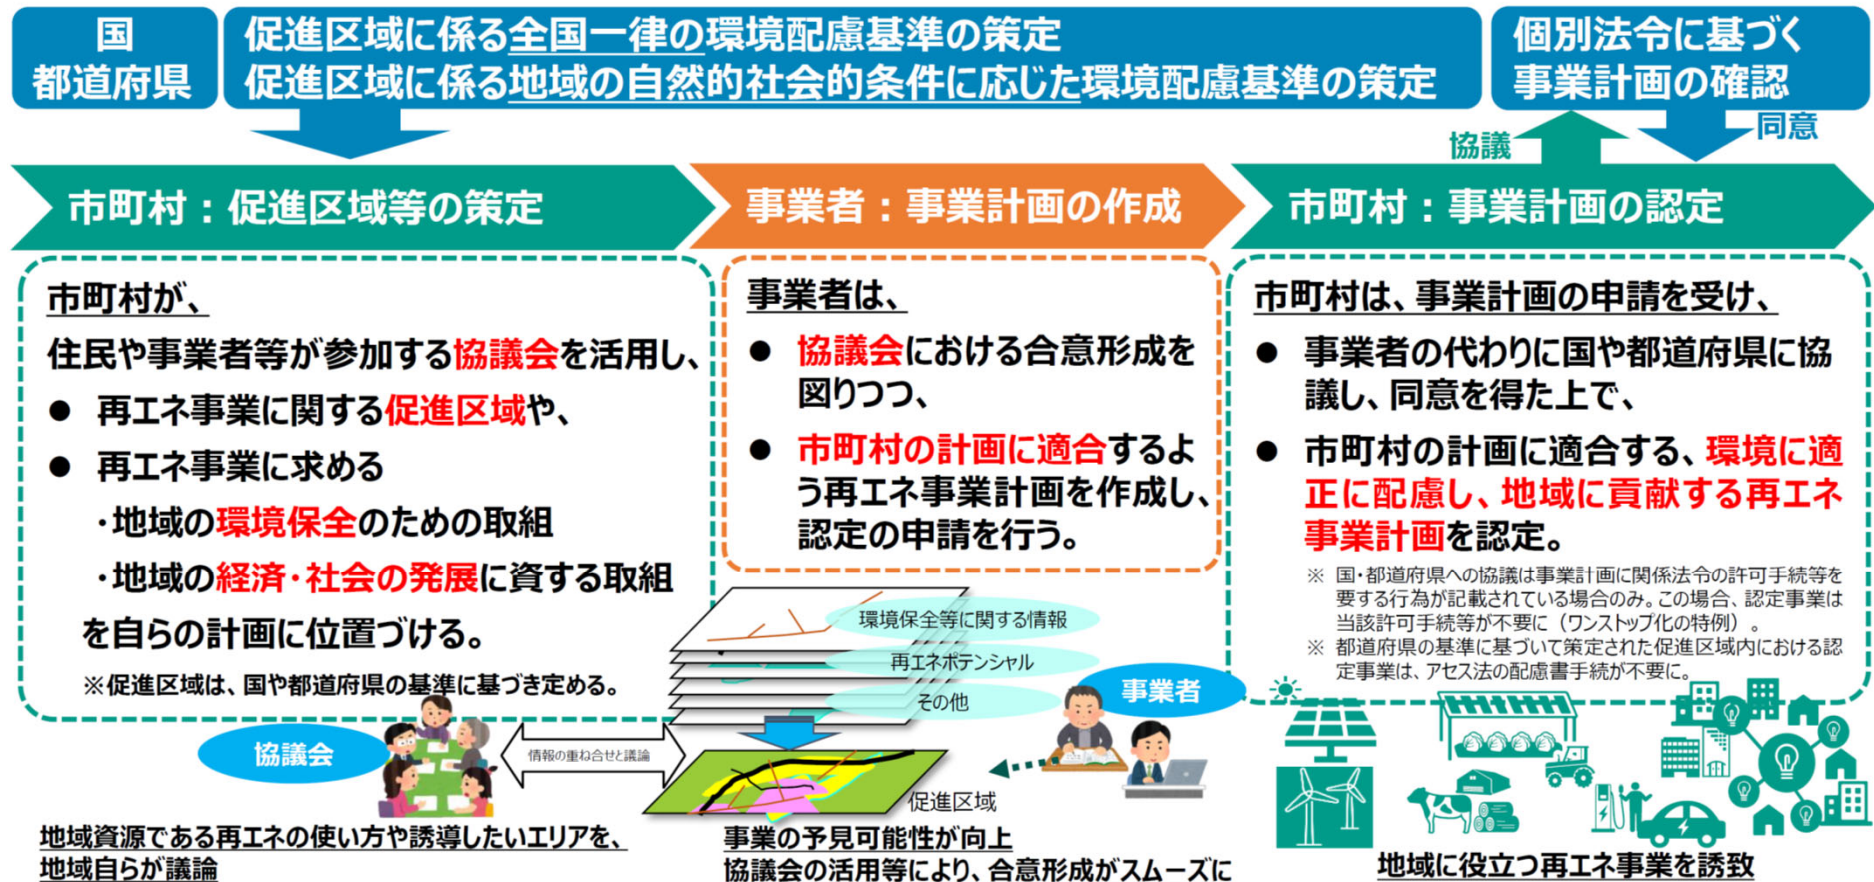 国
都道府県
促進区域に係る全国一律の環境配慮基準の策定
促進区域に係る地域の自然的社会的条件に応じた環境配慮基準の策定
個別法令に基づく
事業計画の確認
協議
同意
市町村：促進区域等の策定
事業者：事業計画の作成
市町村：事業計画の認定
市町村が、
住民や事業者等が参加する協議会を活用し、
● 再エネ事業に関する促進区域や、
● 再エネ事業に求める
・地域の環境保全のための取組
・地域の経済・社会の発展に資する取組
を自らの計画に位置づける。
※促進区域は、国や都道府県の基準に基づき定める。
事業者は、
● 協議会における合意形成を
図りつつ、
● 市町村の計画に適合するよ
う再エネ事業計画を作成し、
認定の申請を行う。
市町村は、事業計画の申請を受け、
● 事業者の代わりに国や都道府県に協
議し、同意を得た上で、
● 市町村の計画に適合する、環境に適
正に配慮し、地域に貢献する再エネ
事業計画を認定。
※ 国・都道府県への協議は事業計画に関係法令の許可手続等を
要する行為が記載されている場合のみ。この場合、認定事業は
当該許可手続等が不要に（ワンストップ化の特例）。
※ 都道府県の基準に基づいて策定された促進区域内における認
定事業は、アセス法の配慮書手続が不要に。
環境保全等に関する情報
再エネポテンシャル
その他
事業者
協議会
情報の重ね合せと議論
促進区域
地域資源である再エネの使い方や誘導したいエリアを、
地域自らが議論
事業の予見可能性が向上
協議会の活用等により、合意形成がスムーズに
地域に役立つ再エネ事業を誘致